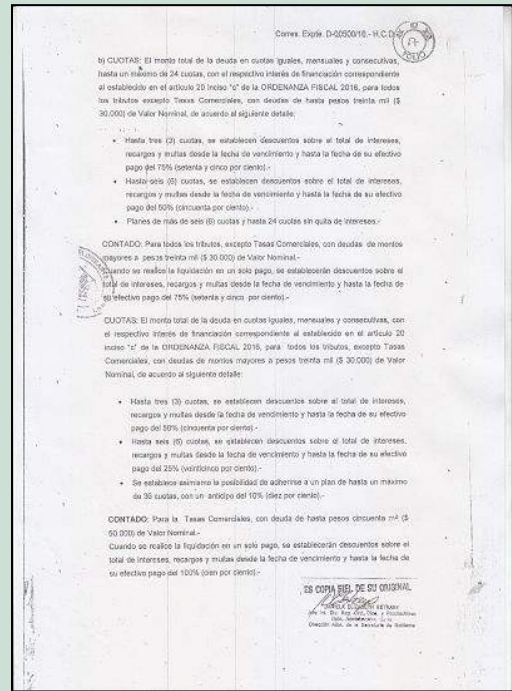 Corres. Expte. D-00500/16.- H.C.D.
FOLIO
b) CUOTAS: El monto total de la deuda en cuotas iguales, mensuales y consecutivas,
hasta un máximo de 24 cuotas, con el respectivo interés de financiación correspondiente
al establecido en el artículo 20 inciso "c" de la ORDENANZA FISCAL 2016, para todos
los tributos excepto Tasas Comerciales, con deudas de hasta pesos treinta mil ($
30.000) de Valor Nominal, de acuerdo al siguiente detalle:
• Hasta tres (3) cuotas, se establecen descuentos sobre el total de intereses,
recargos y multas desde la fecha de vencimiento y hasta la fecha de su efectivo
pago del 75% (setenta y cinco por ciento).-
• Hasta seis (6) cuotas, se establecen descuentos sobre el total de intereses,
recargos y multas desde la fecha de vencimiento y hasta la fecha de su efectivo
pago del 50% (cincuenta por ciento).-
• Planes de más de seis (6) cuotas y hasta 24 cuotas sin quita de intereses.-
CONTADO: Para todos los tributos, excepto Tasas Comerciales, con deudas de montos
mayores a pesos treinta mil ($ 30.000) de Valor Nominal.-
Cuando se realice la liquidación en un solo pago, se establecerán descuentos sobre el
total de intereses, recargos y multas desde la fecha de vencimiento y hasta la fecha de
su efectivo pago del 75% (setenta y cinco por ciento).-
CUOTAS: El monto total de la deuda en cuotas iguales, mensuales y consecutivas, con
el respectivo interés de financiación correspondiente al establecido en el artículo 20
inciso "c" de la ORDENANZA FISCAL 2016, para todos los tributos, excepto Tasas
Comerciales, con deudas de montos mayores a pesos treinta mil ($ 30.000) de Valor
Nominal, de acuerdo al siguiente detalle:
• Hasta tres (3) cuotas, se establecen descuentos sobre el total de intereses,
recargos y multas desde la fecha de vencimiento y hasta la fecha de su efectivo
pago del 50% (cincuenta por ciento).-
• Hasta seis (6) cuotas, se establecen descuentos sobre el total de intereses,
recargos y multas desde la fecha de vencimiento y hasta la fecha de su efectivo
pago del 25% (veinticinco por ciento).-
• Se establece asimismo la posibilidad de adherirse a un plan de hasta un máximo
de 36 cuotas, con un anticipo del 10% (diez por ciento).-
CONTADO: Para la Tasas Comerciales, con deuda de hasta pesos cincuenta mil ($
50.000) de Valor Nominal.-
Cuando se realice la liquidación en un solo pago, se establecerán descuentos sobre el
total de intereses, recargos y multas desde la fecha de vencimiento y hasta la fecha de
su efectivo pago del 100% (cien por ciento).-
ES COPIA FIEL DE SU ORIGINAL